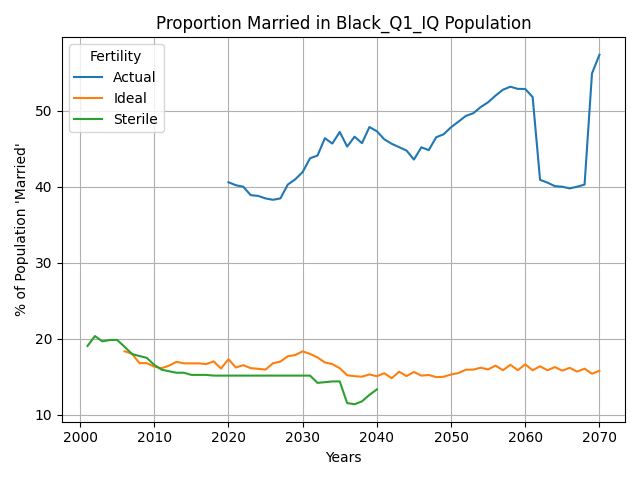 Proportion Married in Black_Q1_IQ Population
% of Population 'Married'
Fertility
Actual
Ideal
Sterile
50
40
30
20
10
2000 2010 2020 2030 2040 2050 2060 2070
Years